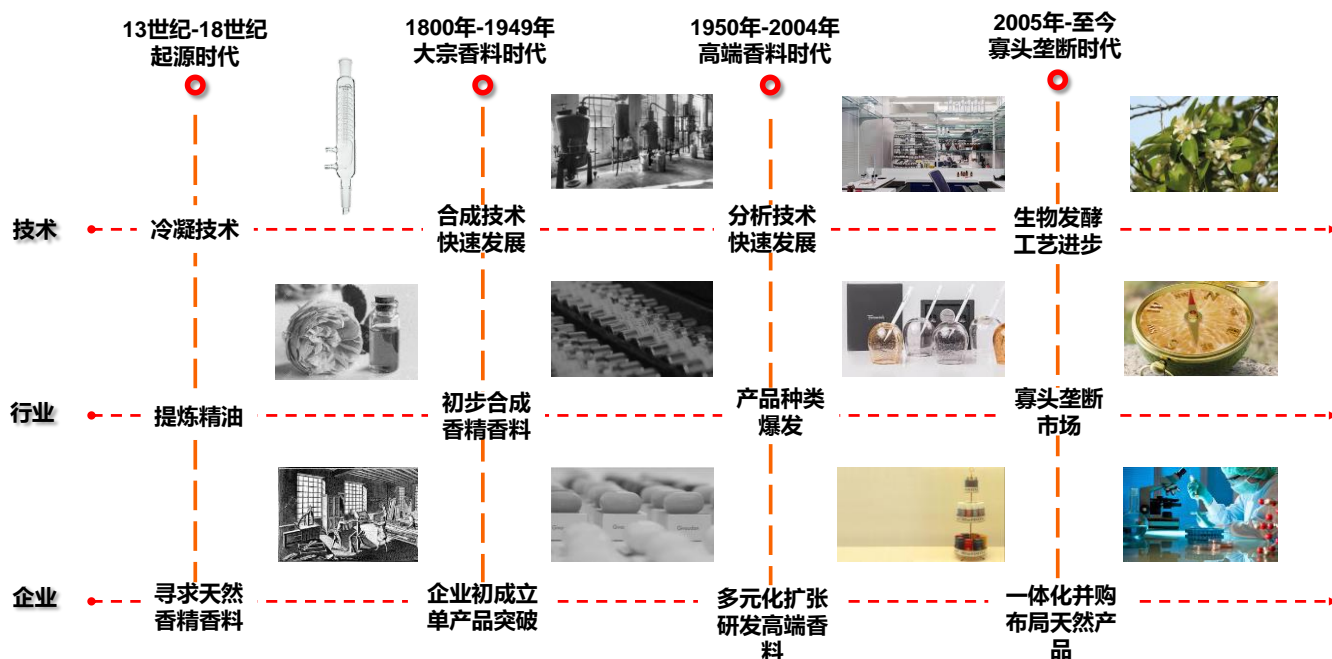 13世纪-18世纪
起源时代
1800年-1949年
大宗香料时代
1950年-2004年
高端香料时代
2005年-至今
寡头垄断时代
技术
冷凝技术
合成技术
快速发展
分析技术
快速发展
生物发酵
工艺进步
行业
提炼精油
初步合成
香精香料
产品种类
爆发
寡头垄断
市场
企业
寻求天然
香精香料
企业初成立
单产品突破
多元化扩张
研发高端香
料
一体化并购
布局天然产
品